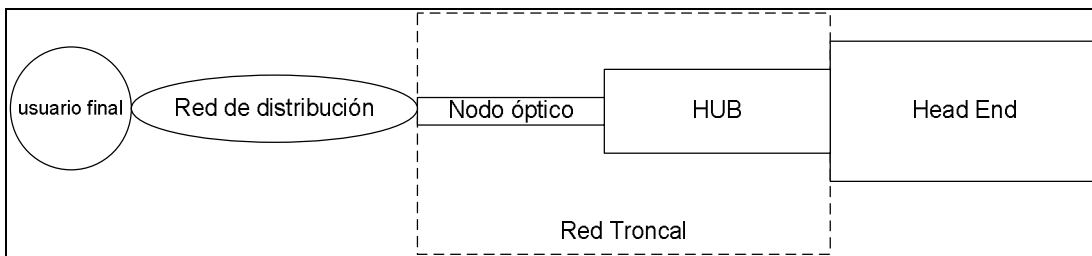 usuario final
Red de distribución
Nodo óptico
HUB
Head End
Red Troncal